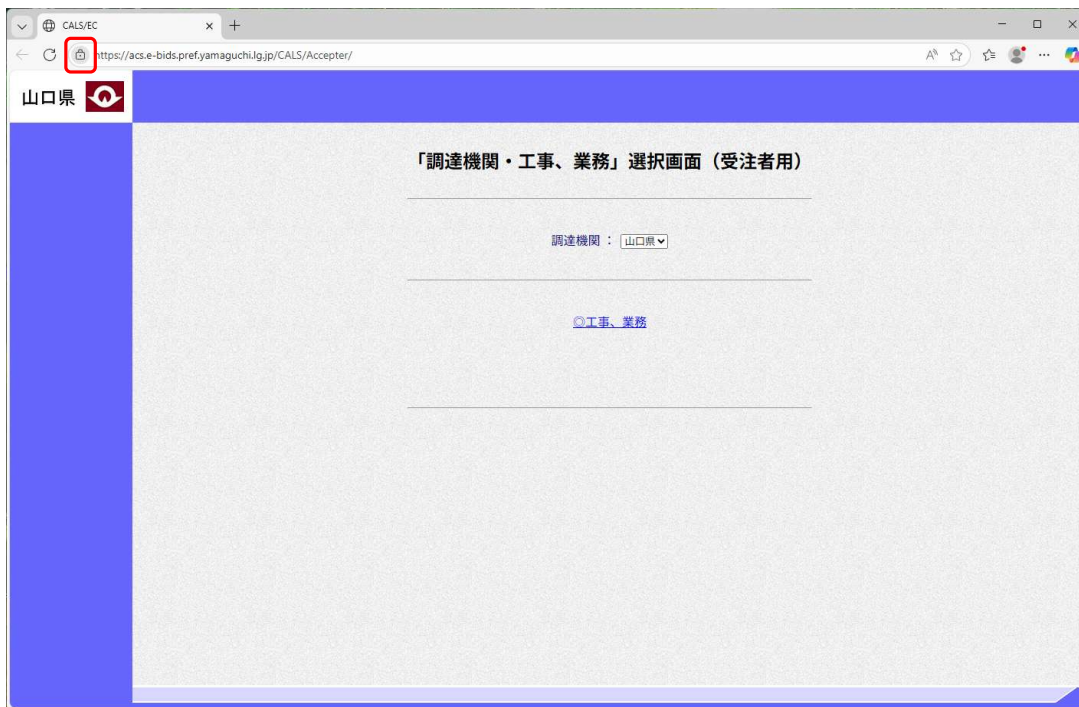 CALS/EC
https://acs.e-bids.pref.yamaguchi.lg.jp/CALS/Accepter/
山口県
「調達機関・工事、業務」選択画面（受注者用）
調達機関 ： 山口県
◎工事、業務